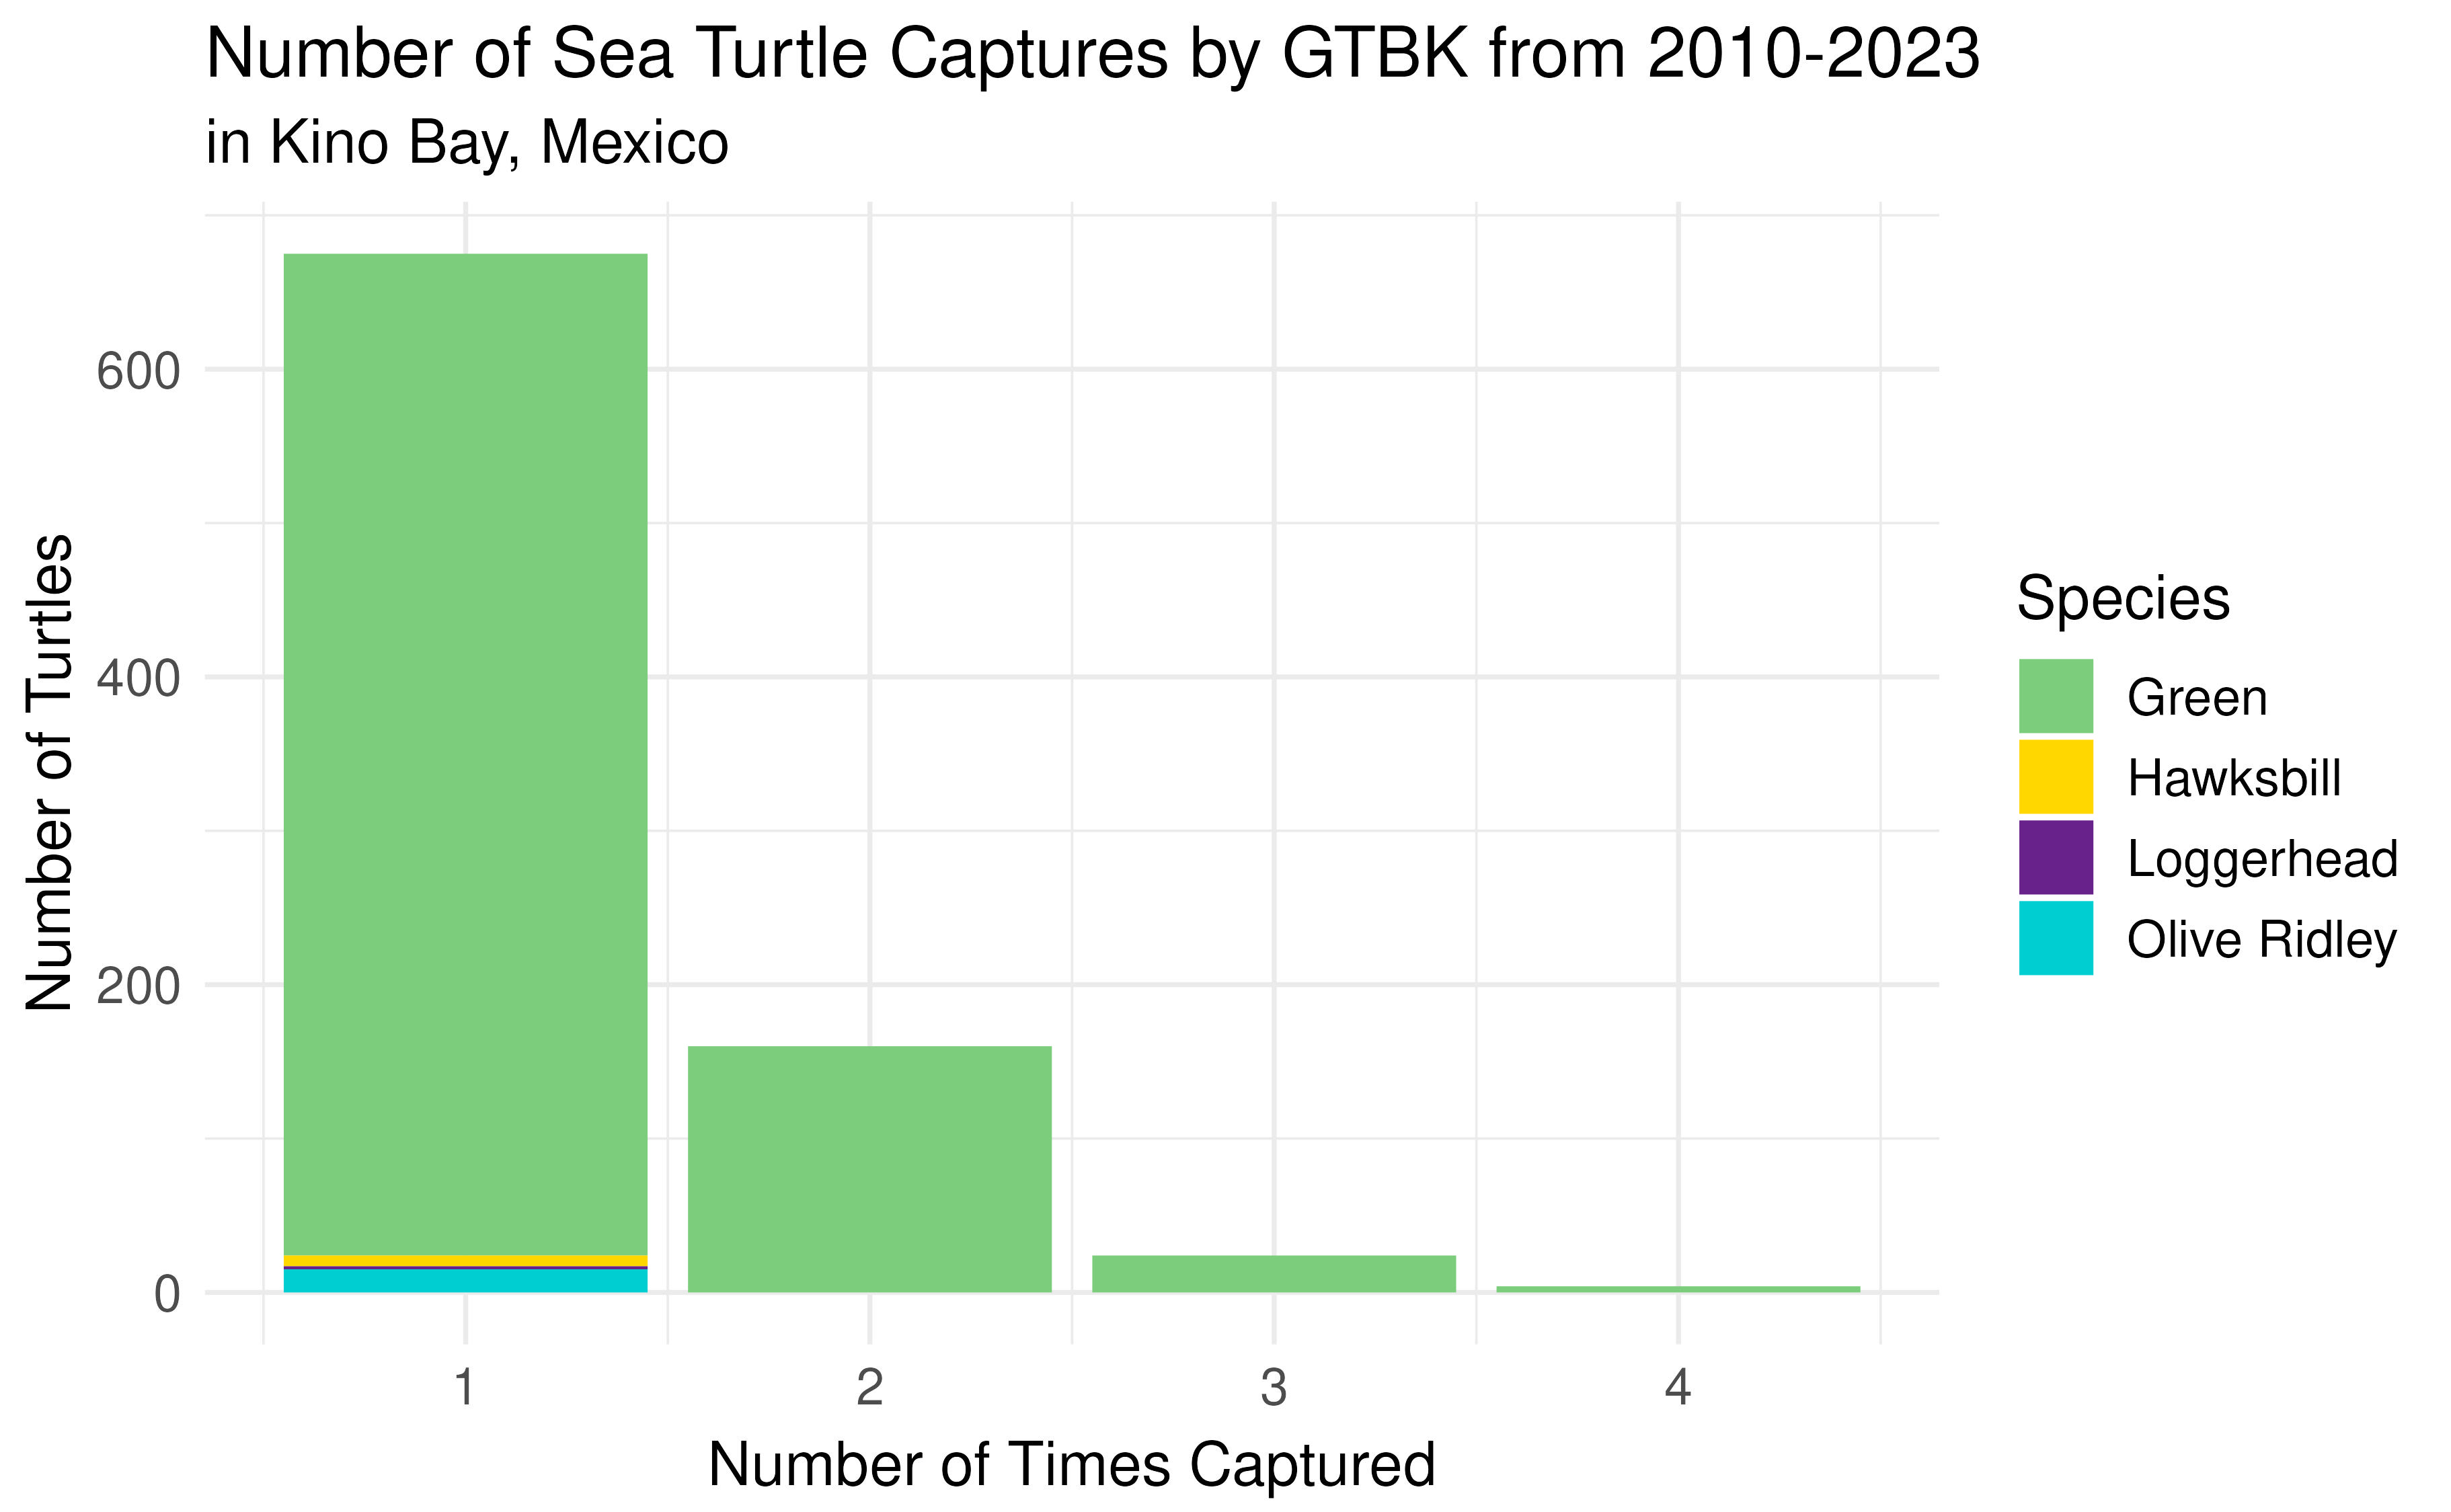 Number of Sea Turtle Captures by GTBK from 2010-2023
in Kino Bay, Mexico
Number of Turtles
600
400
200
0
1 2 3 4
Number of Times Captured
Species
Green
Hawksbill
Loggerhead
Olive Ridley